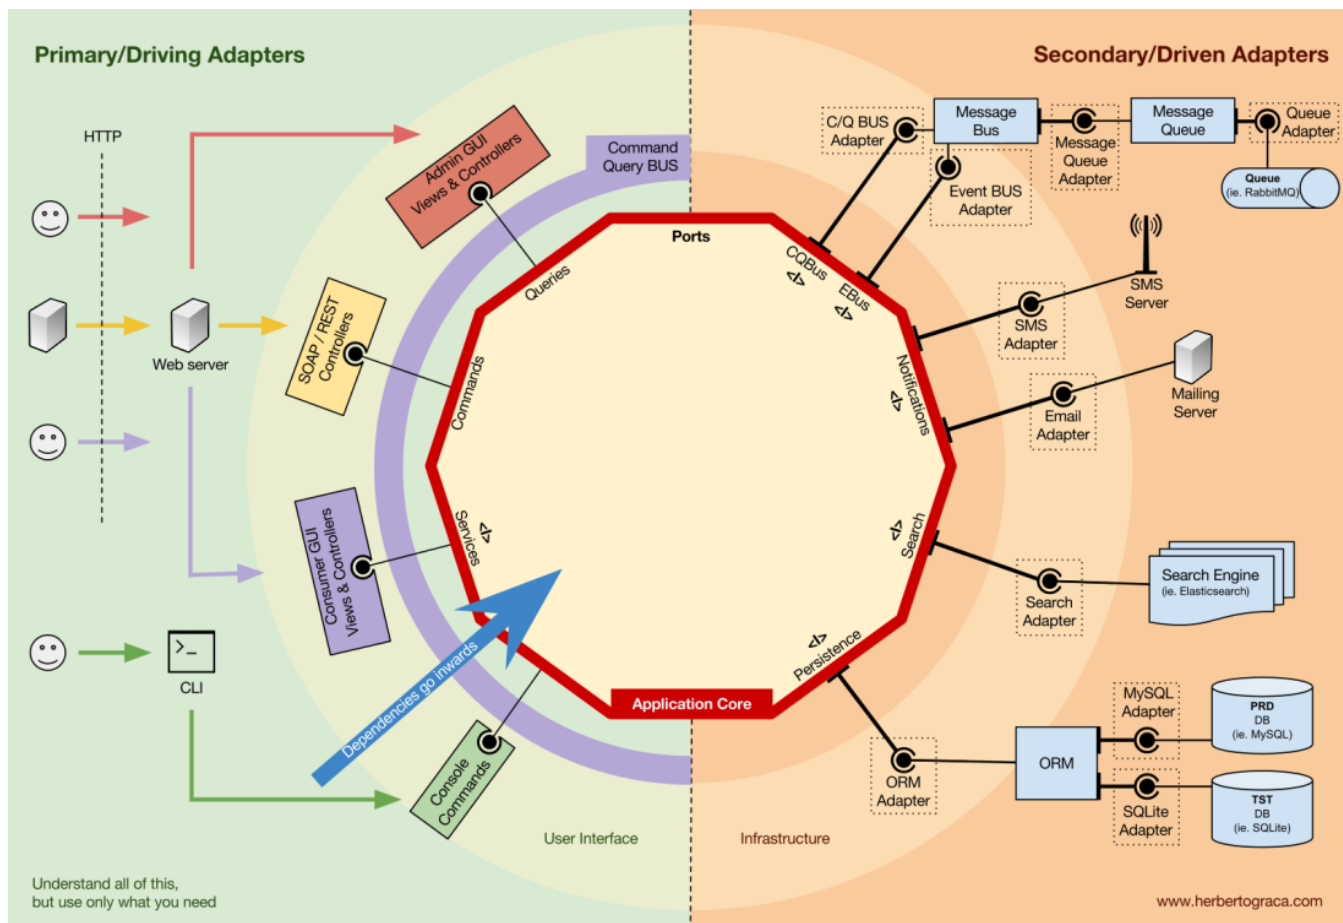 Primary/Driving Adapters
Secondary/Driven Adapters
HTTP
Web server
CLI
Admin GUI
Views & Controllers
SOAP / REST
Controllers
Consumer GUI
Views & Controllers
Console
Commands
Command
Query BUS
Ports
Queries
Commands
Services
</>
Dependencies go inwards
Application Core
CQBus
</>
EBus
</>
Notifications
</>
Search
</>
Persistence
</>
C/Q BUS
Adapter
Message
Bus
Event BUS
Adapter
Message
Queue
Adapter
Message
Queue
Queue
Adapter
Queue
(ie. RabbitMQ)
SMS
Adapter
SMS
Server
Email
Adapter
Mailing
Server
Search
Adapter
Search Engine
(ie. Elasticsearch)
ORM
Adapter
ORM
MySQL
Adapter
PRD
DB
(ie. MySQL)
SQLite
Adapter
TST
DB
(ie. SQLite)
>_
User Interface
Infrastructure
Understand all of this,
but use only what you need
www.herbertograca.com